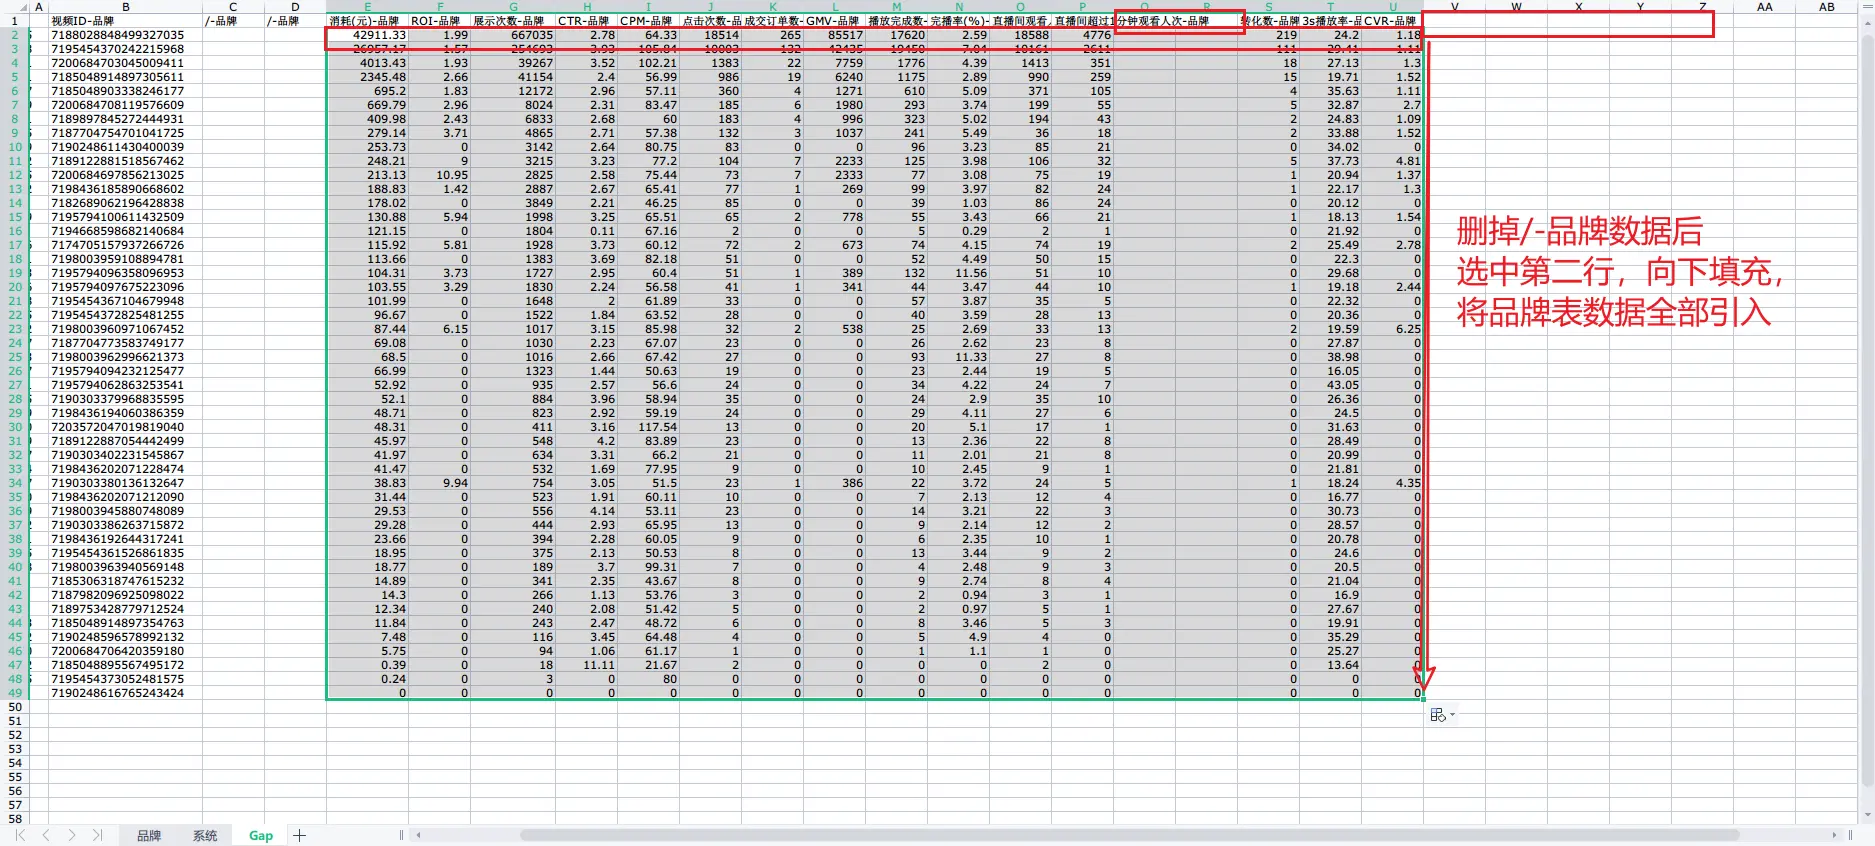 A B C D E F G H I J K L M N O P Q R S T U V W X Y Z AA AB
1 视频ID-品牌 /-品牌 /-品牌 消耗(元)-品牌 ROI-品牌 展示次数-品牌 CTR-品牌 CPM-品牌 点击次数-品 成交订单数- GMV-品牌 播放完成数- 完播率(%)- 直播间观看 直播间超过1 分钟观看人次-品牌 转化数-品牌 3s播放率-品 CVR-品牌
2 7188028848499327035 42911.33 1.99 667035 2.78 64.33 18514 265 85517 17620 2.59 18588 4776 219 24.2 1.18
3 7195454370242215968 26957.17 1.57 254693 3.93 105.84 10003 132 42435 19450 7.64 10161 2611 111 29.41 1.11
4 7200684703045009411 4013.43 1.93 39267 3.52 102.21 1383 22 7759 1776 4.39 1413 351 18 27.13 1.3
5 7185048914897305611 2345.48 2.66 41154 2.4 56.99 986 19 6240 1175 2.89 990 259 15 19.71 1.52
6 7185048903338246177 695.2 1.83 12172 2.96 57.11 360 4 1271 610 5.09 371 105 4 35.63 1.11
7 7200684708119576609 669.79 2.96 8024 2.31 83.47 185 6 1980 293 3.74 199 55 5 32.87 2.7
8 7189897845272444931 409.98 2.43 6833 2.68 60 183 4 996 323 5.02 194 43 2 24.83 1.09
9 7187704754701041725 279.14 3.71 4865 2.71 57.38 132 3 1037 241 5.49 36 18 2 33.88 1.52
10 7190248611430400039 253.73 0 3142 2.64 80.75 83 0 0 96 3.23 85 21 0 34.02 0
11 7189122881518567462 248.21 9 3215 3.23 77.2 104 7 2233 125 3.98 106 32 5 37.73 4.81
12 7200684697856213025 213.13 10.95 2825 2.58 75.44 73 7 2333 77 3.08 75 19 1 20.94 1.37
13 7198436185890668602 188.83 1.42 2887 2.67 65.41 77 1 269 99 3.97 82 24 1 22.17 1.3
14 7182689062196428838 178.02 0 3849 2.21 46.25 85 0 0 39 1.03 86 24 0 20.12 0
15 7195794100611432509 130.88 5.94 1998 3.25 65.51 65 2 778 55 3.43 66 21 1 18.13 1.54
16 7194668598682140684 121.15 0 1804 0.11 67.16 2 0 0 5 0.29 2 1 0 21.92 0
17 7174705157937266726 115.92 5.81 1928 3.73 60.12 72 2 673 74 4.15 74 19 2 25.49 2.78
18 7198003959108894781 113.66 0 1383 3.69 82.18 51 0 0 52 4.49 50 15 0 22.3 0
19 7195794096358096953 104.31 3.73 1727 2.95 60.4 51 1 389 132 11.56 51 10 0 29.68 0
20 7195794097675223096 103.55 3.29 1830 2.24 56.58 41 1 341 44 3.47 44 10 1 19.18 2.44
21 7195454367104679948 101.99 0 1648 2 61.89 33 0 0 57 3.87 35 5 0 22.32 0
22 7195454372825481255 96.67 0 1522 1.84 63.52 28 0 0 40 3.59 28 13 0 20.36 0
23 7198003960971067452 87.44 6.15 1017 3.15 85.98 32 2 538 25 2.69 33 13 2 19.59 6.25
24 7187704773583749177 69.08 0 1030 2.23 67.07 23 0 0 26 2.62 23 8 0 27.87 0
25 7198003962996621373 68.5 0 1016 2.66 67.42 27 0 0 93 11.33 27 8 0 38.98 0
26 7195794094232125477 66.99 0 1323 1.44 50.63 19 0 0 23 2.44 19 5 0 16.05 0
27 7195794062863253541 52.92 0 935 2.57 56.6 24 0 0 34 4.22 24 7 0 43.05 0
28 7190303379968835595 52.1 0 884 3.96 58.94 35 0 0 24 2.9 35 10 0 26.36 0
29 7198436194060386359 48.71 0 823 2.92 59.19 24 0 0 29 4.11 27 6 0 24.5 0
30 7203572047019819040 48.31 0 411 3.16 117.54 13 0 0 20 5.1 17 1 0 31.63 0
31 7189122887054442499 45.97 0 548 4.2 83.89 23 0 0 13 2.36 22 8 0 28.49 0
32 7190303402231545867 41.97 0 634 3.31 66.2 21 0 0 11 2.01 21 8 0 20.99 0
33 7198436202071228474 41.47 0 532 1.69 77.95 9 0 0 10 2.45 9 1 0 21.81 0
34 7190303380136132647 38.83 9.94 754 3.05 51.5 23 1 386 22 3.72 24 5 1 18.24 4.35
35 7198436202071212090 31.44 0 523 1.91 60.11 10 0 0 7 2.13 12 4 0 16.77 0
36 7198003945880748089 29.53 0 556 4.14 53.11 23 0 0 14 3.21 22 3 0 30.73 0
37 7190303386263715872 29.28 0 444 2.93 65.95 13 0 0 9 2.14 12 2 0 28.57 0
38 7198436192644317241 23.66 0 394 2.28 60.05 9 0 0 6 2.35 10 1 0 20.78 0
39 7195454361526861835 18.95 0 375 2.13 50.53 8 0 0 13 3.44 9 2 0 24.6 0
40 7198003963940569148 18.77 0 189 3.7 99.31 7 0 0 4 2.48 9 3 0 20.5 0
41 7185306318747615232 14.89 0 341 2.35 43.67 8 0 0 9 2.74 8 4 0 21.04 0
42 7187982096925098022 14.3 0 266 1.13 53.76 3 0 0 2 0.94 3 1 0 16.9 0
43 7189753428779712524 12.34 0 240 2.08 51.42 5 0 0 2 0.97 5 1 0 27.67 0
44 7185048914897354763 11.84 0 243 2.47 48.72 6 0 0 8 3.46 5 3 0 19.91 0
45 7190248596578992132 7.48 0 116 3.45 64.48 4 0 0 5 4.9 4 0 0 35.29 0
46 7200684706420359180 5.75 0 94 1.06 61.17 1 0 0 1 1.1 1 0 0 25.27 0
47 7185048895567495172 0.39 0 18 11.11 21.67 2 0 0 0 0 2 0 0 13.64 0
48 7195454373052481575 0.24 0 3 0 80 0 0 0 0 0 0 0 0 0 0
49 7190248616765243424 0 0 0 0 0 0 0 0 0 0 0 0 0 0 0
50
51
52
53
54
55
56
57
58
删掉/-品牌数据后
选中第二行，向下填充，
将品牌表数据全部引入
品牌 系统 Gap